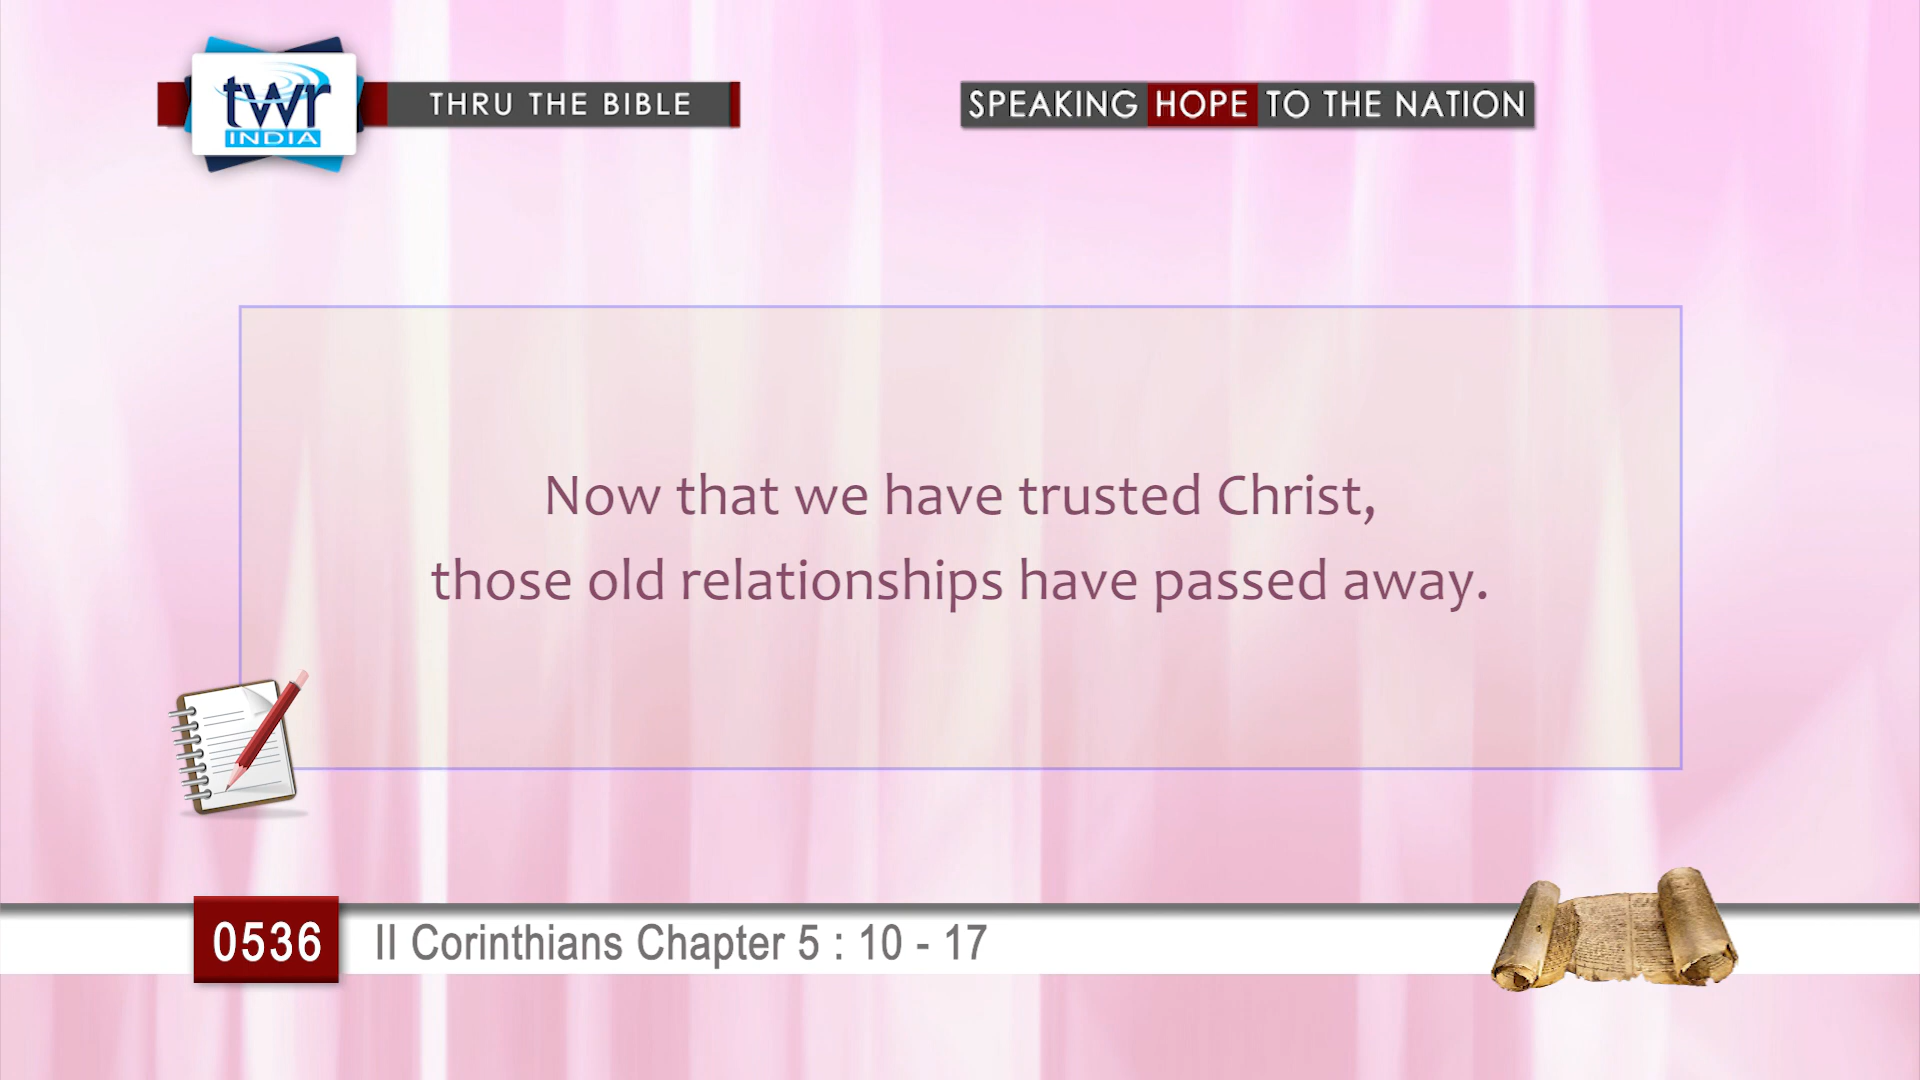 twr
INDIA
THRU THE BIBLE
SPEAKING HOPE TO THE NATION
Now that we have trusted Christ,
those old relationships have passed away.
0536
II Corinthians Chapter 5 : 10 - 17